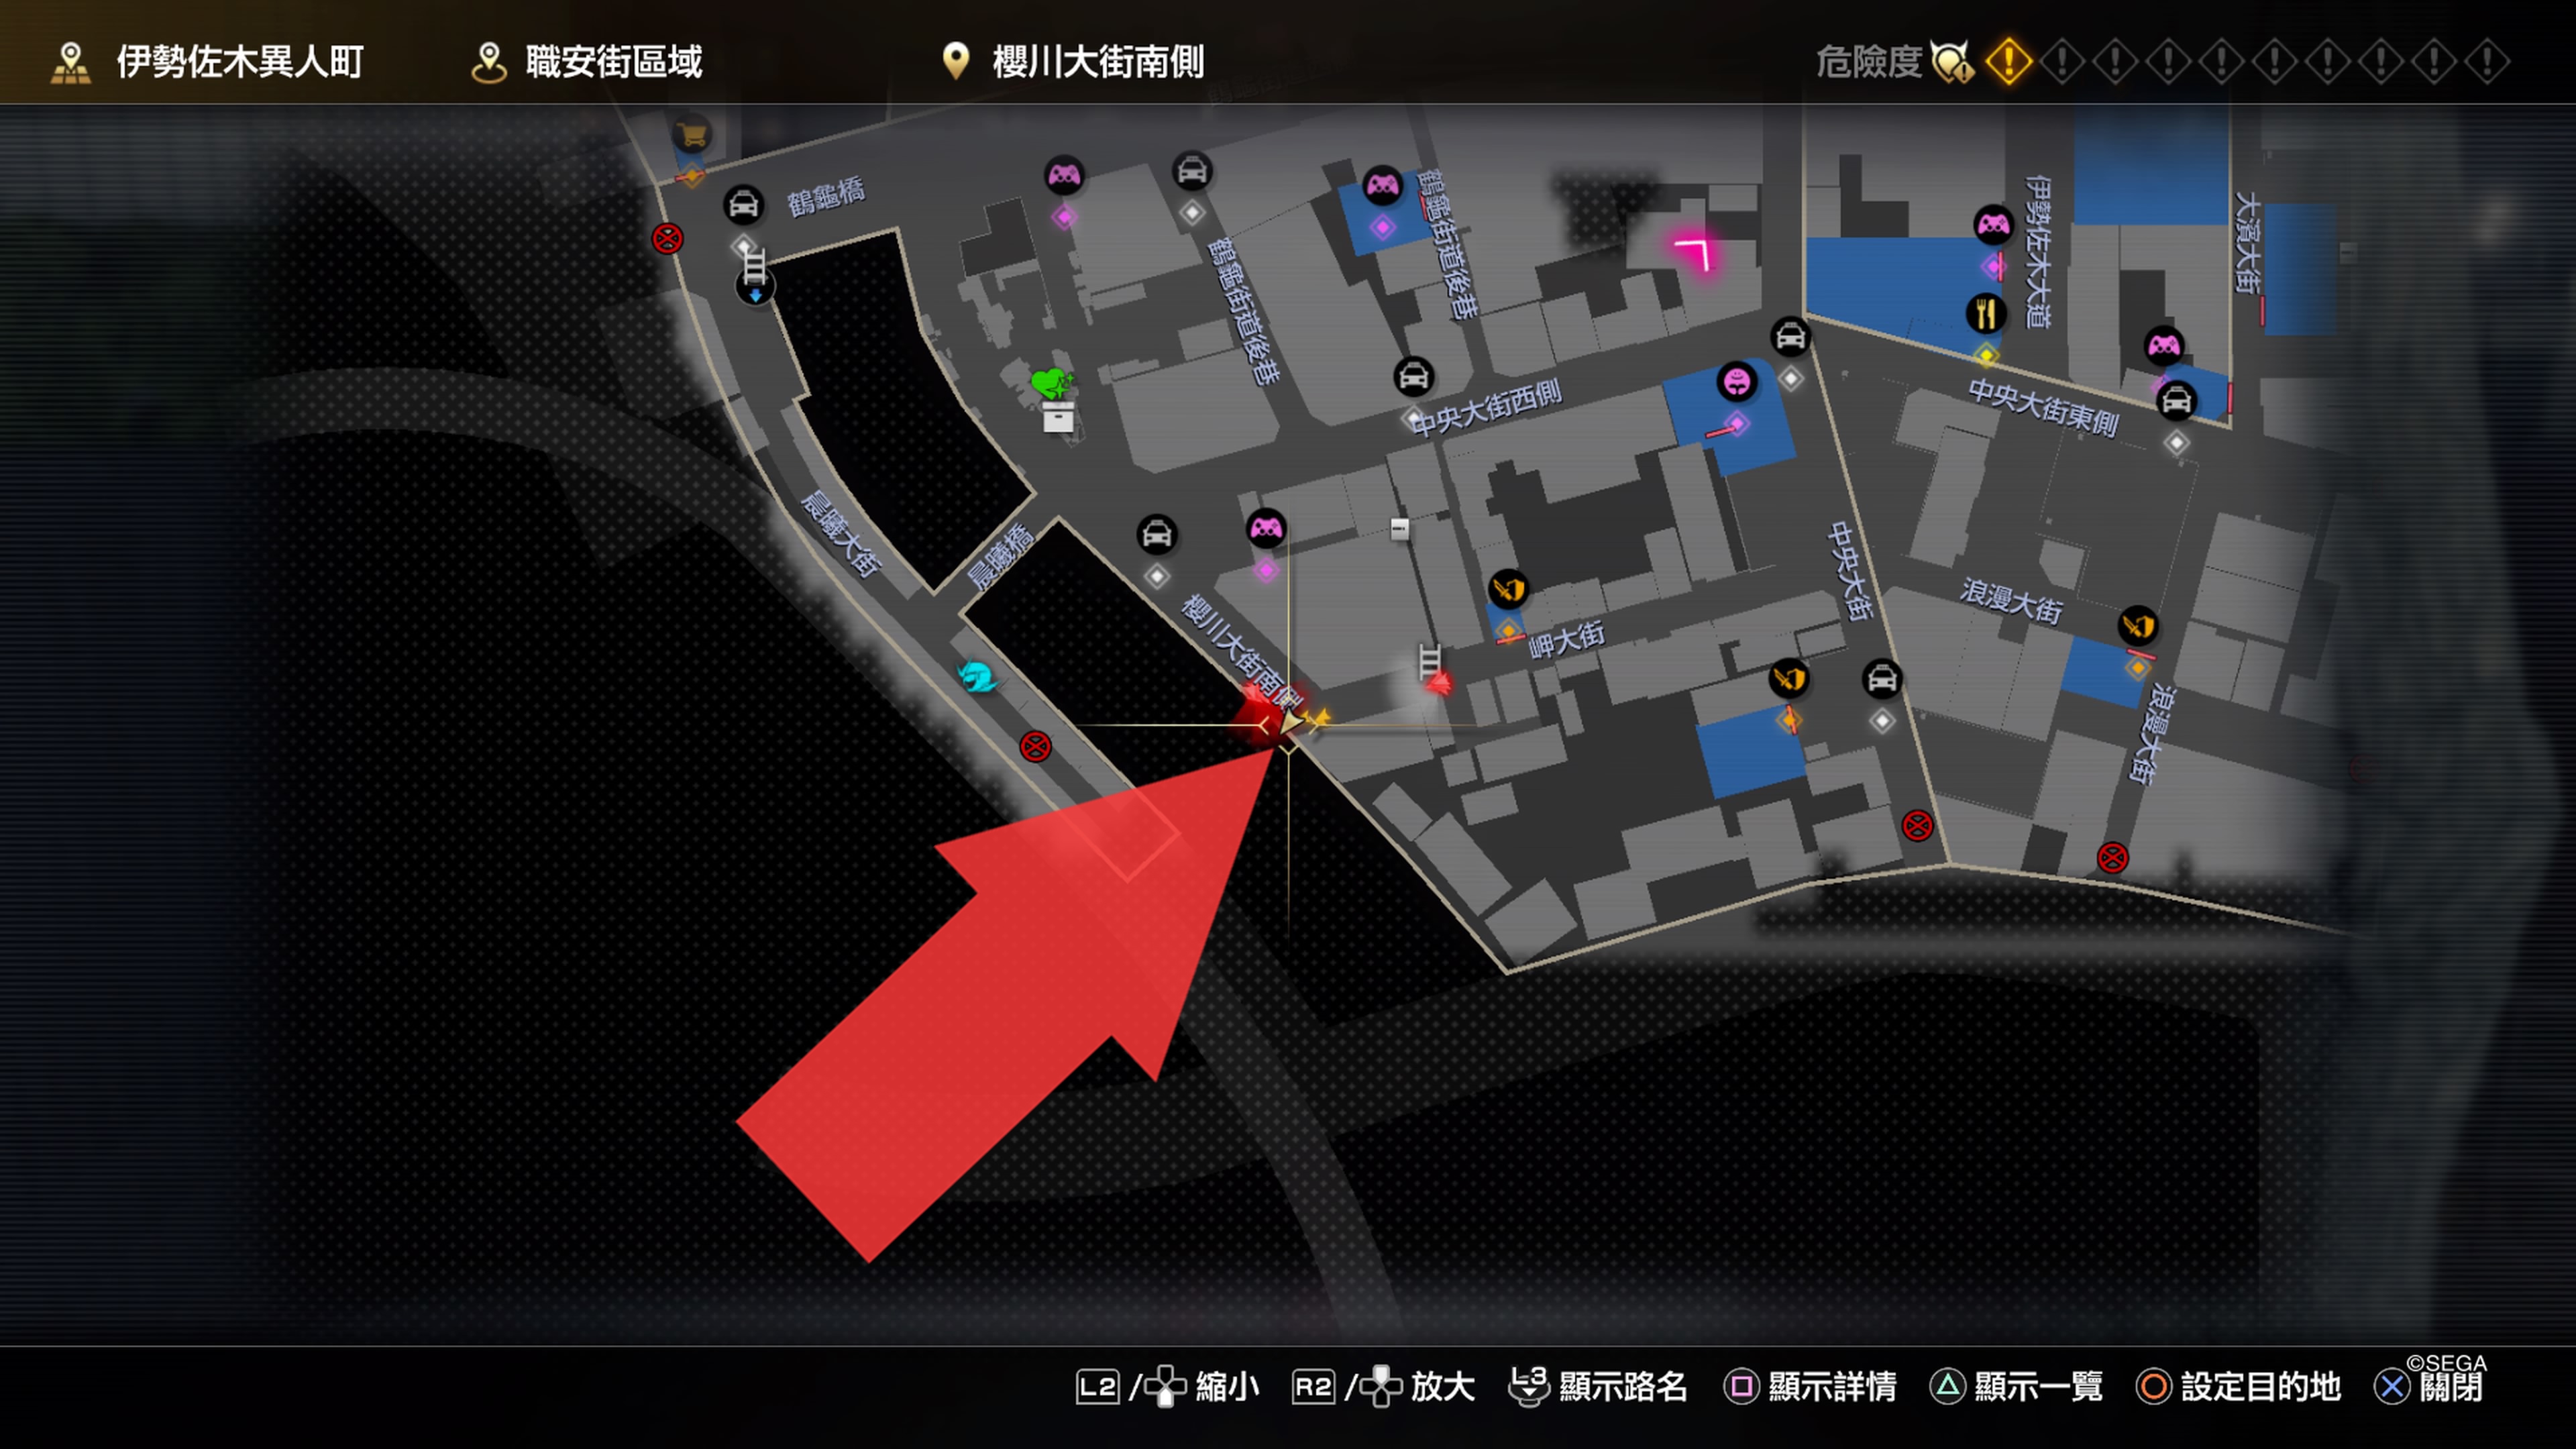 伊勢佐木異人町
職安街區域
櫻川大街南側
危險度
鶴龜橋
鶴龜街道後巷
鶴龜街道後巷
伊勢佐木大道
大濱大街
中央大街西側
中央大街東側
晨曦大街
晨曦橋
櫻川大街南側
中央大街
浪漫大街
岬大街
浪漫大街
©SEGA
L2 / 縮小
R2 / 放大
L3 顯示路名
顯示詳情
顯示一覽
設定目的地
關閉